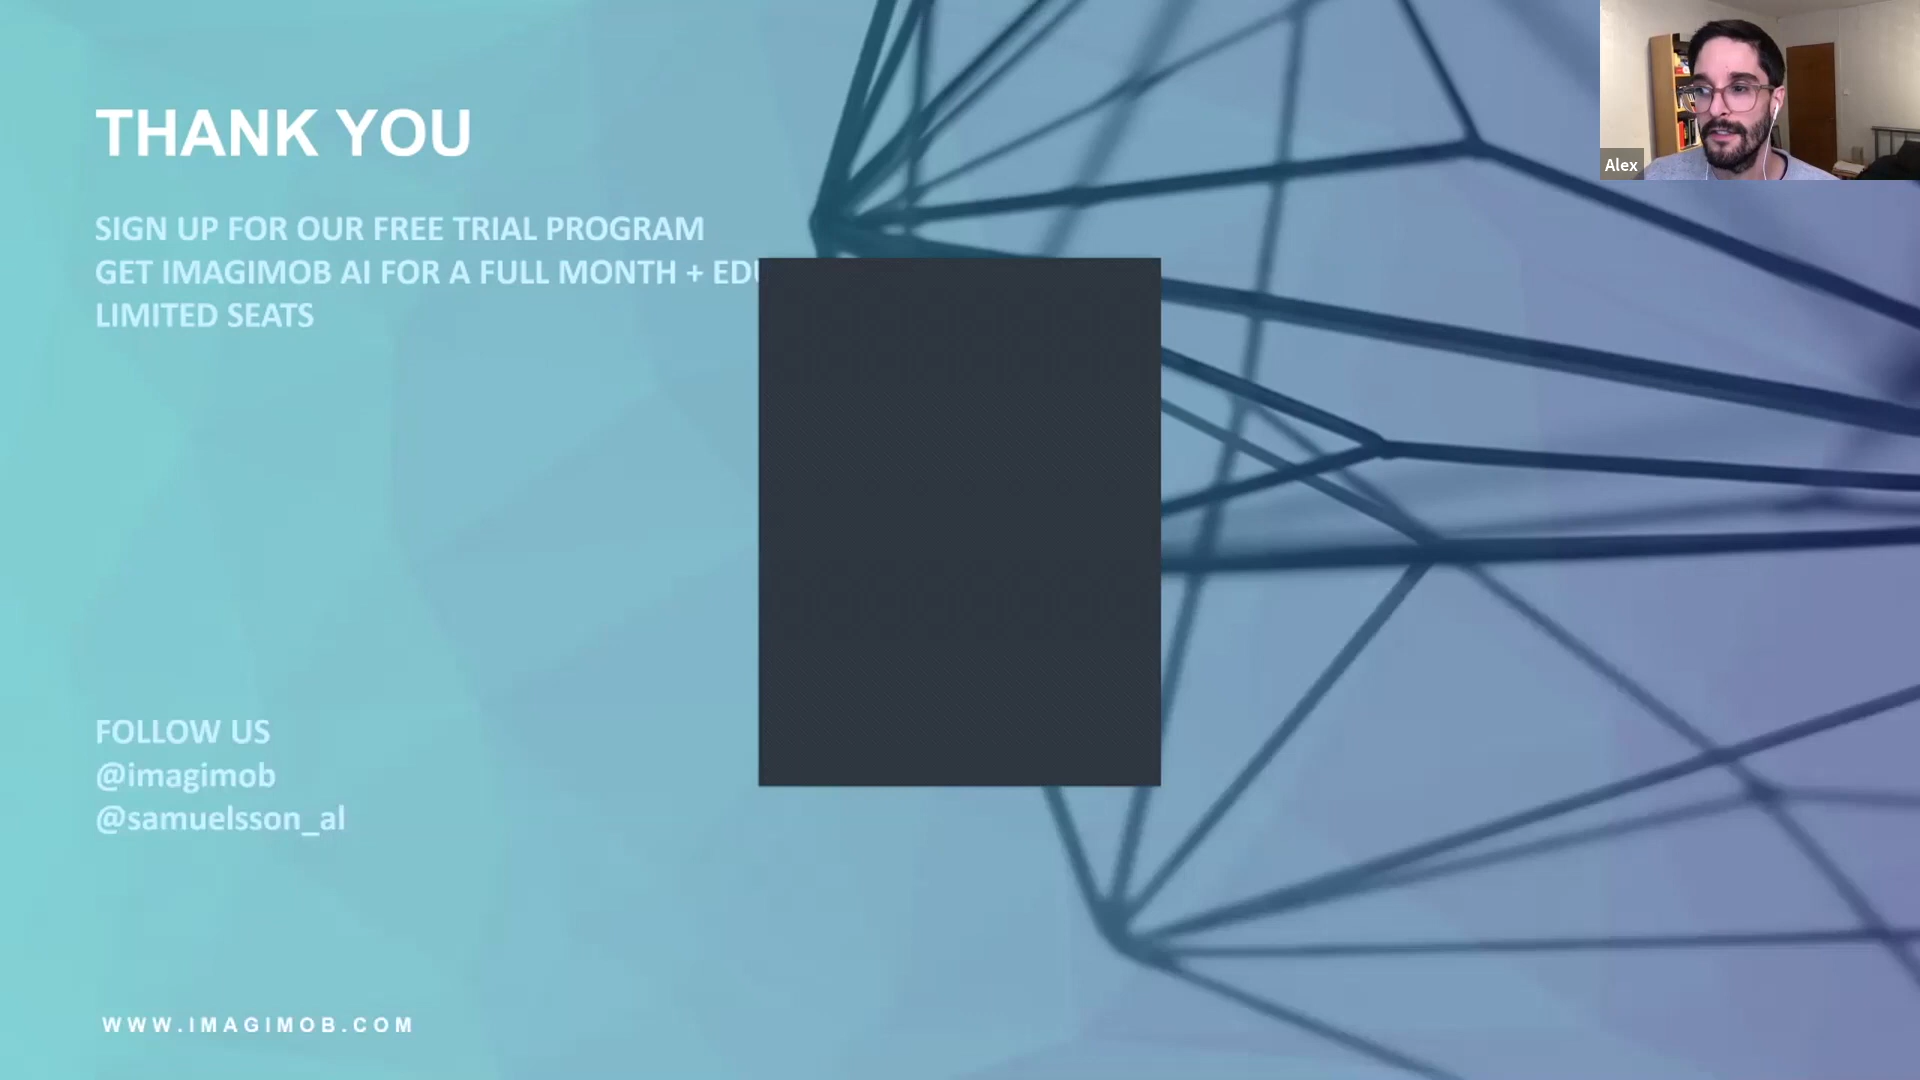 THANK YOU
SIGN UP FOR OUR FREE TRIAL PROGRAM
GET IMAGIMOB AI FOR A FULL MONTH +
LIMITED SEATS
FOLLOW US
@imagimob
@samuelsson_al
WWW.IMAGIMOB.COM
Alex